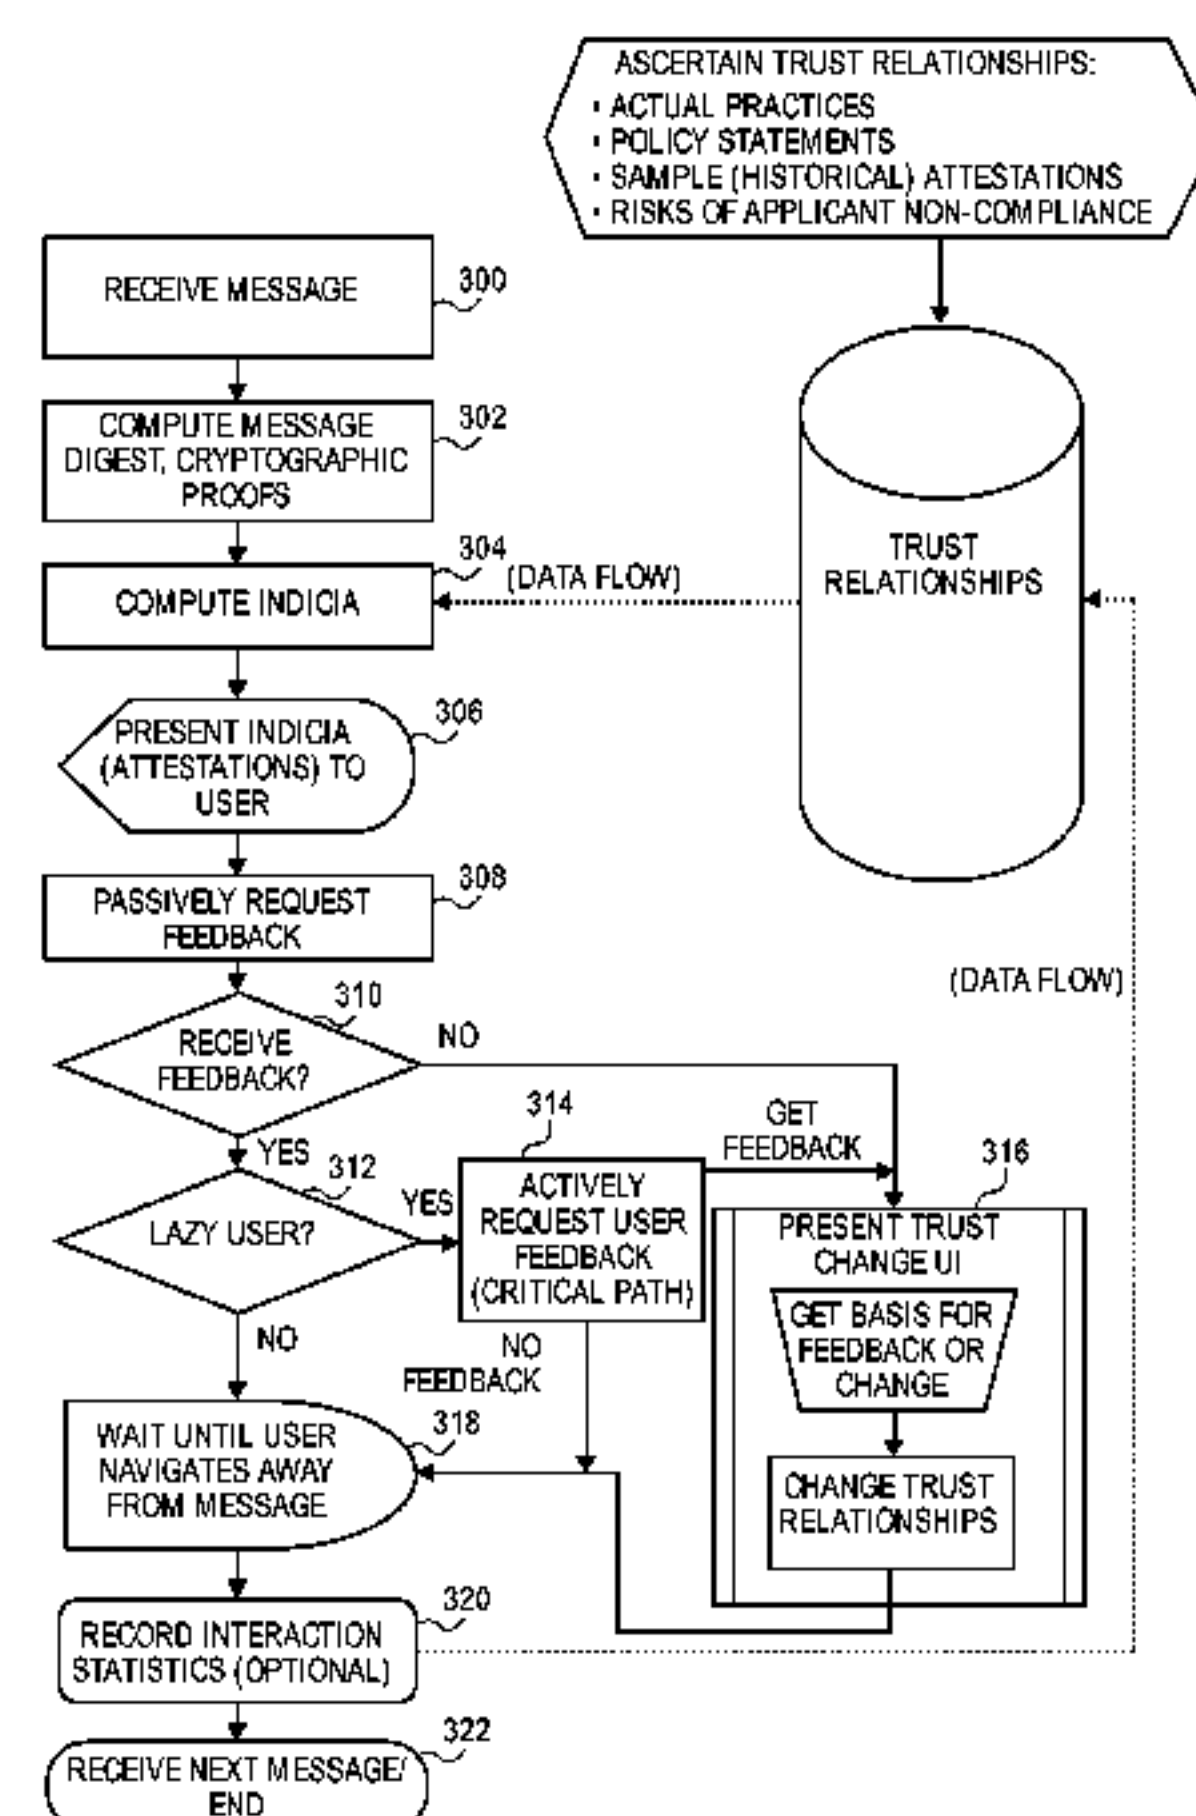 ASCERTAIN TRUST RELATIONSHIPS:
▪ ACTUAL PRACTICES
▪ POLICY STATEMENTS
▪ SAMPLE (HISTORICAL) ATTESTATIONS
▪ RISKS OF APPLICANT NON-COMPLIANCE
RECEIVE MESSAGE
300
COMPUTE MESSAGE
DIGEST, CRYPTOGRAPHIC
PROOFS
302
COMPUTE INDICIA
304
(DATA FLOW)
TRUST
RELATIONSHIPS
PRESENT INDICIA
(ATTESTATIONS) TO
USER
306
PASSIVELY REQUEST
FEEDBACK
308
(DATA FLOW)
RECEIVE
FEEDBACK?
310
NO
YES
LAZY USER?
312
YES
NO
314
ACTIVELY
REQUEST USER
FEEDBACK
(CRITICAL PATH)
GET
FEEDBACK
NO
FEEDBACK
316
PRESENT TRUST
CHANGE UI
GET BASIS FOR
FEEDBACK OR
CHANGE
CHANGE TRUST
RELATIONSHIPS
WAIT UNTIL USER
NAVIGATES AWAY
FROM MESSAGE
318
RECORD INTERACTION
STATISTICS (OPTIONAL)
320
RECEIVE NEXT MESSAGE/
END
322